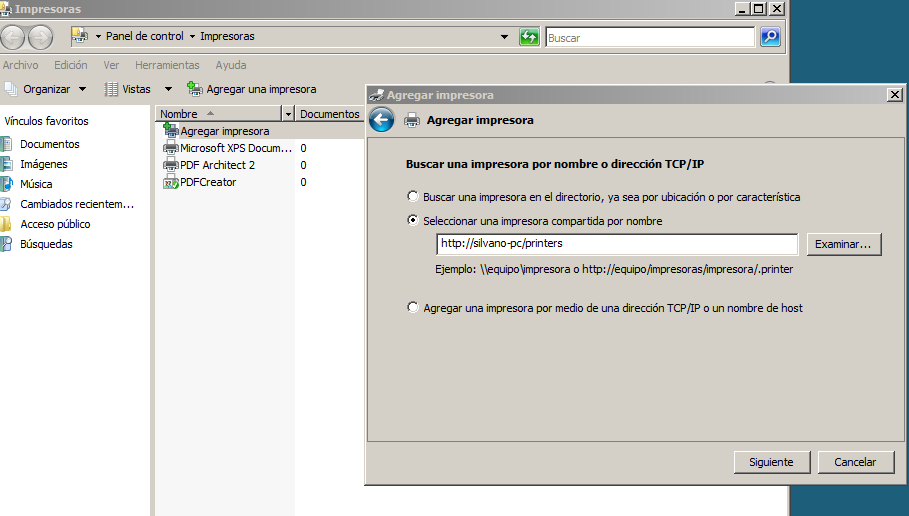 Impresoras
Panel de control Impresoras
Buscar
Archivo Edición Ver Herramientas Ayuda
Organizar Vistas Agregar una impresora
Vínculos favoritos
Documentos
Imágenes
Música
Cambiados recientem...
Acceso público
Búsquedas
Nombre Documentos
Agregar impresora
Microsoft XPS Docum... 0
PDF Architect 2 0
PDFCreator 0
Agregar impresora
Agregar impresora
Buscar una impresora por nombre o dirección TCP/IP
Buscar una impresora en el directorio, ya sea por ubicación o por característica
Seleccionar una impresora compartida por nombre
http://silvano-pc/printers
Examinar...
Ejemplo: \\equipo\impresora o http://equipo/impresoras/impresora/.printer
Agregar una impresora por medio de una dirección TCP/IP o un nombre de host
Siguiente Cancelar